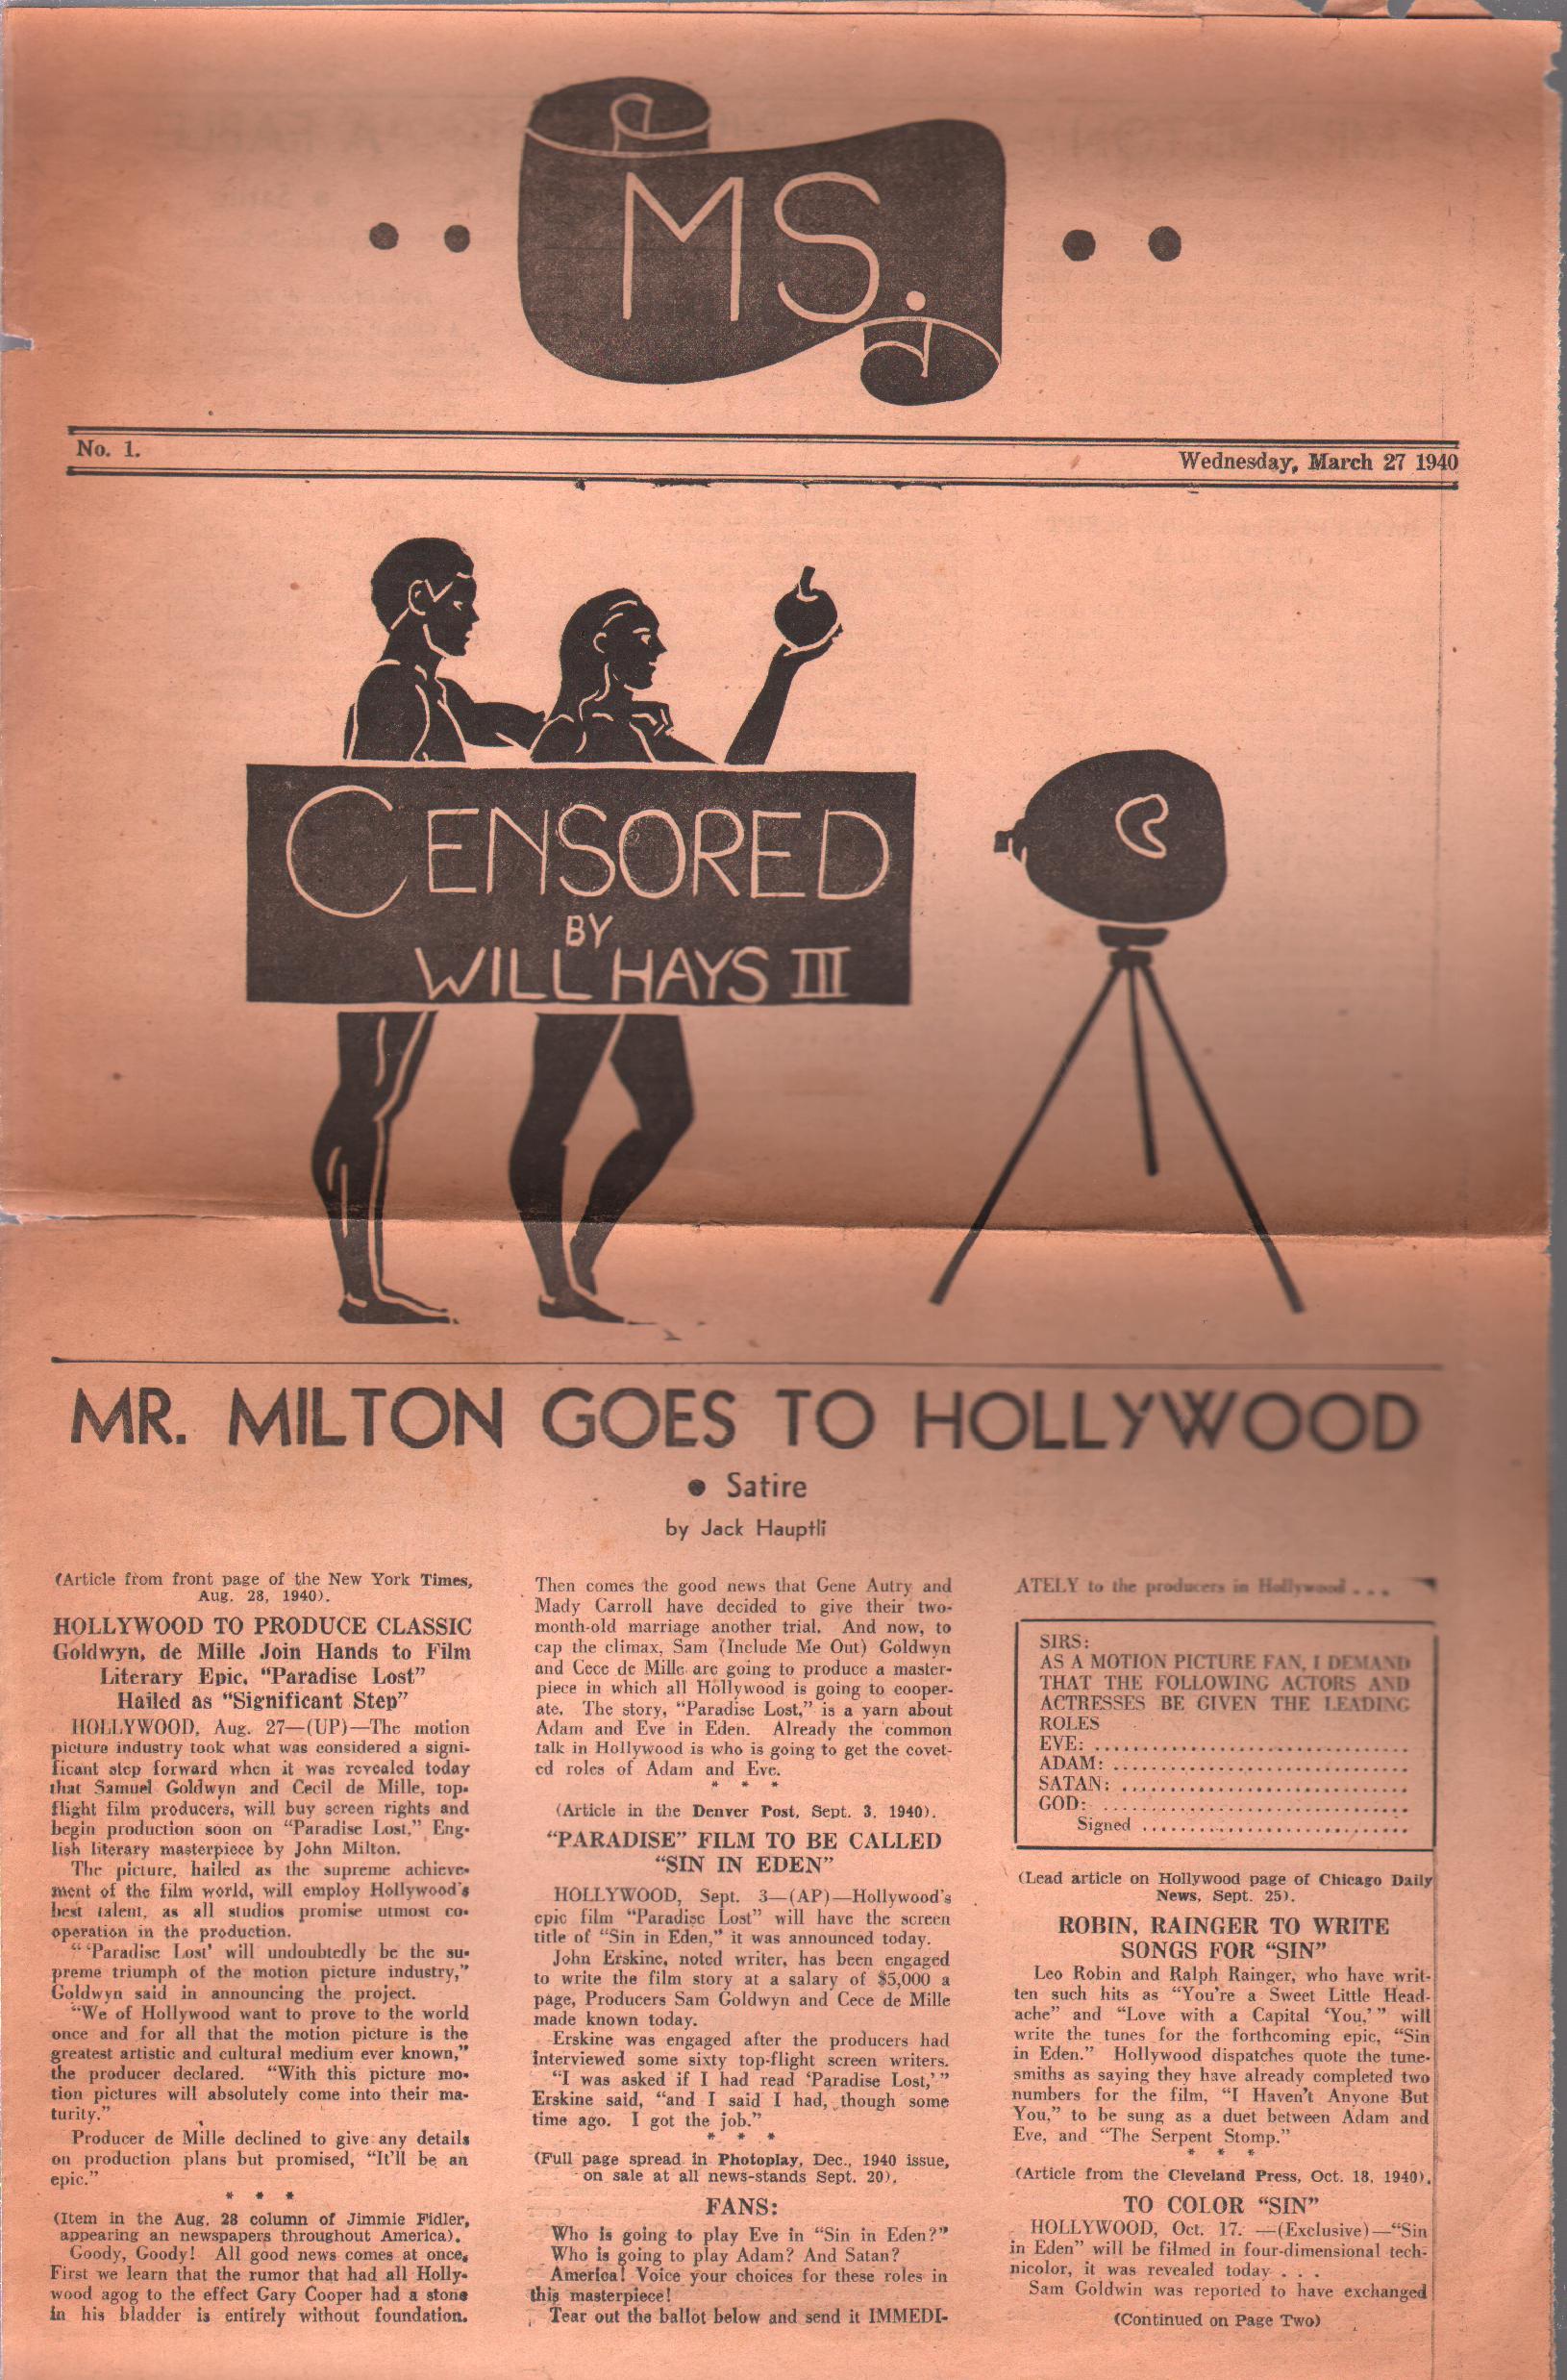 MS.
No. 1.
Wednesday, March 27 1940
CENSORED
BY
WILL HAYS III
MR. MILTON GOES TO HOLLYWOOD
• Satire
by Jack Hauptli
(Article from front page of the New York Times,
Aug. 28, 1940).
HOLLYWOOD TO PRODUCE CLASSIC
Goldwyn, de Mille Join Hands to Film
Literary Epic, "Paradise Lost"
Hailed as "Significant Step"
HOLLYWOOD, Aug. 27—(UP)—The motion
picture industry took what was considered a signi-
ficant step forward when it was revealed today
that Samuel Goldwyn and Cecil de Mille, top-
flight film producers, will buy screen rights and
begin production soon on "Paradise Lost," Eng-
lish literary masterpiece by John Milton.
The picture, hailed as the supreme achieve-
ment of the film world, will employ Hollywood's
best talent, as all studios promise utmost co-
operation in the production.
"'Paradise Lost' will undoubtedly be the su-
preme triumph of the motion picture industry,"
Goldwyn said in announcing the project.
"We of Hollywood want to prove to the world
once and for all that the motion picture is the
greatest artistic and cultural medium ever known,"
the producer declared. "With this picture mo-
tion pictures will absolutely come into their ma-
turity."
Producer de Mille declined to give any details
on production plans but promised, "It'll be an
epic."
* * *
(Item in the Aug. 28 column of Jimmie Fidler,
appearing an newspapers throughout America).
Goody, Goody! All good news comes at once.
First we learn that the rumor that had all Holly-
wood agog to the effect Gary Cooper had a stone
in his bladder is entirely without foundation.
Then comes the good news that Gene Autry and
Mady Carroll have decided to give their two-
month-old marriage another trial. And now, to
cap the climax, Sam (Include Me Out) Goldwyn
and Cece de Mille are going to produce a master-
piece in which all Hollywood is going to cooper-
ate. The story, "Paradise Lost," is a yarn about
Adam and Eve in Eden. Already the common
talk in Hollywood is who is going to get the covet-
ed roles of Adam and Eve.
* * *
(Article in the Denver Post, Sept. 3, 1940).
"PARADISE" FILM TO BE CALLED
"SIN IN EDEN"
HOLLYWOOD, Sept. 3—(AP)—Hollywood's
epic film "Paradise Lost" will have the screen
title of "Sin in Eden," it was announced today.
John Erskine, noted writer, has been engaged
to write the film story at a salary of $5,000 a
page, Producers Sam Goldwyn and Cece de Mille
made known today.
Erskine was engaged after the producers had
interviewed some sixty top-flight screen writers.
"I was asked if I had read 'Paradise Lost,'"
Erskine said, "and I said I had, though some
time ago. I got the job."
* * *
(Full page spread in Photoplay, Dec., 1940 issue,
on sale at all news-stands Sept. 20).
FANS:
Who is going to play Eve in "Sin in Eden?"
Who is going to play Adam? And Satan?
America! Voice your choices for these roles in
this masterpiece!
Tear out the ballot below and send it IMMEDI-
ATELY to the producers in Hollywood . . .
SIRS:
AS A MOTION PICTURE FAN, I DEMAND
THAT THE FOLLOWING ACTORS AND
ACTRESSES BE GIVEN THE LEADING
ROLES
EVE: ........................................
ADAM: ......................................
SATAN: .....................................
GOD: .......................................
Signed ...........................
(Lead article on Hollywood page of Chicago Daily
News, Sept. 25).
ROBIN, RAINGER TO WRITE
SONGS FOR "SIN"
Leo Robin and Ralph Rainger, who have writ-
ten such hits as "You're a Sweet Little Head-
ache" and "Love with a Capital 'You,'" will
write the tunes for the forthcoming epic, "Sin
in Eden." Hollywood dispatches quote the tune-
smiths as saying they have already completed two
numbers for the film, "I Haven't Anyone But
You," to be sung as a duet between Adam and
Eve, and "The Serpent Stomp."
* * *
(Article from the Cleveland Press, Oct. 18, 1940).
TO COLOR "SIN"
HOLLYWOOD, Oct. 17. —(Exclusive)—"Sin
in Eden" will be filmed in four-dimensional tech-
nicolor, it was revealed today . . .
Sam Goldwin was reported to have exchanged
(Continued on Page Two)